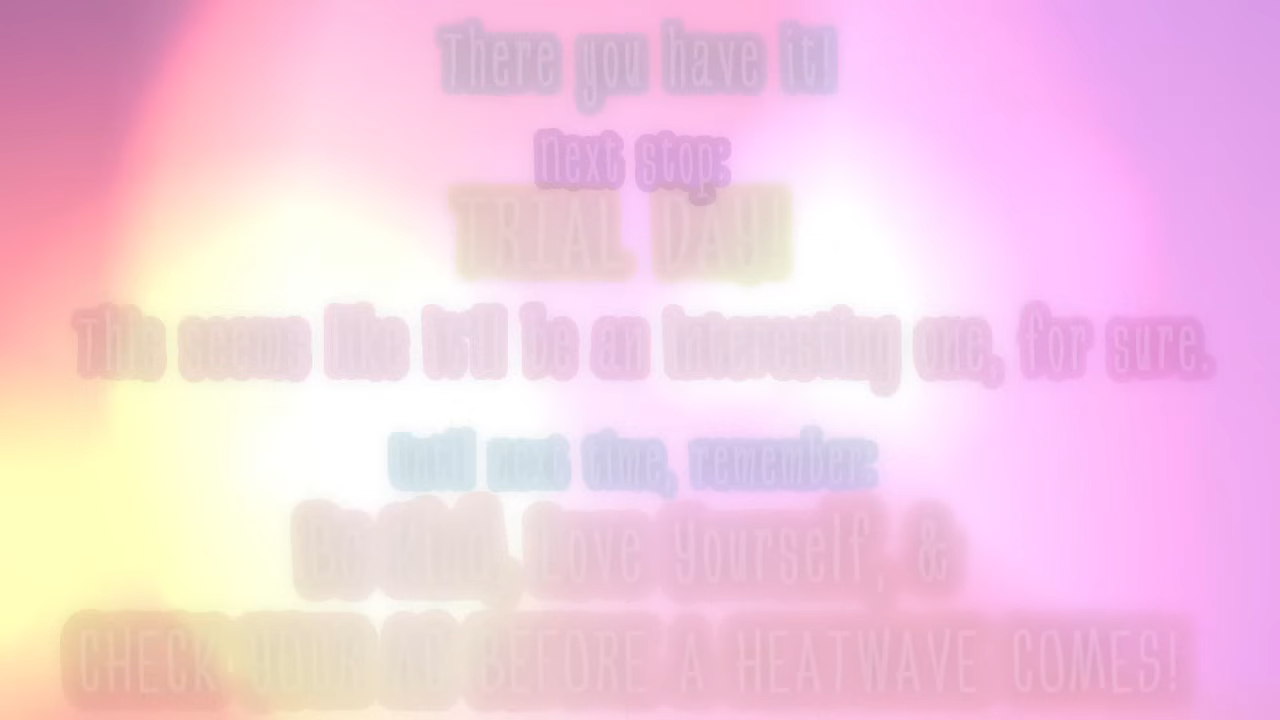 There you have it!
Next stop:
TRIAL DAY!
This seems like it'll be an interesting one, for sure.
Until next time, remember:
Be Kind, Love Yourself, &
CHECK YOUR AC BEFORE A HEATWAVE COMES!